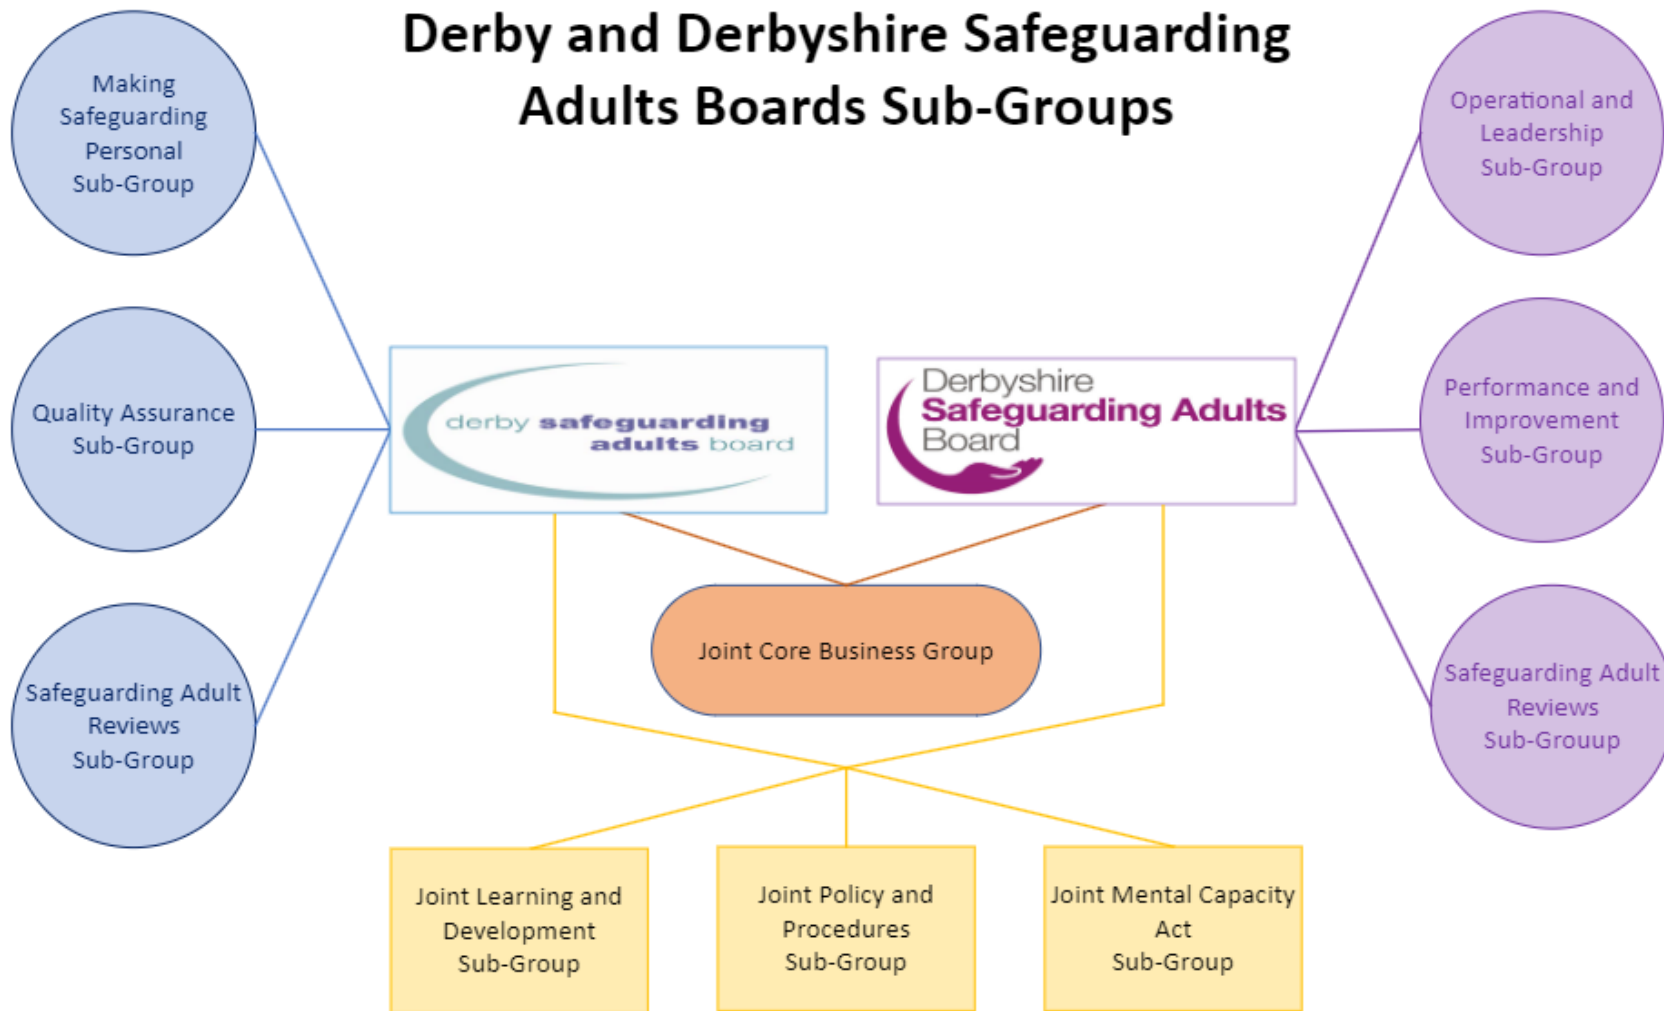 Derby and Derbyshire Safeguarding
Adults Boards Sub-Groups
Making
Safeguarding
Personal
Sub-Group
Quality Assurance
Sub-Group
Safeguarding Adult
Reviews
Sub-Group
derby safeguarding
adults board
Derbyshire
Safeguarding Adults
Board
Operational and
Leadership
Sub-Group
Performance and
Improvement
Sub-Group
Safeguarding Adult
Reviews
Sub-Grouup
Joint Core Business Group
Joint Learning and
Development
Sub-Group
Joint Policy and
Procedures
Sub-Group
Joint Mental Capacity
Act
Sub-Group